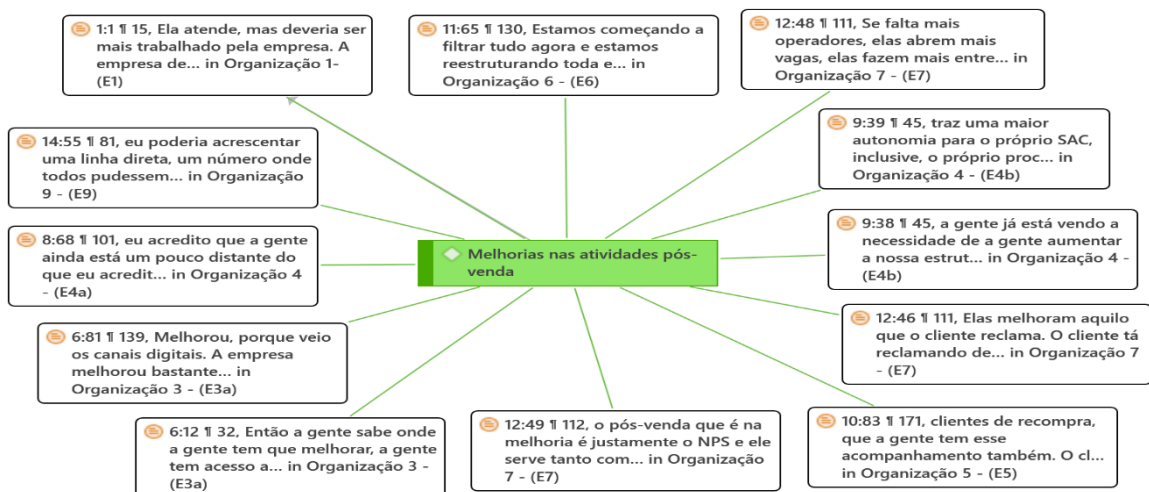 1:1 ¶ 15, Ela atende, mas deveria ser
mais trabalhado pela empresa. A
empresa de... in Organização 1-
(E1)
11:65 ¶ 130, Estamos começando a
filtrar tudo agora e estamos
reestruturando toda e... in
Organização 6 - (E6)
12:48 ¶ 111, Se falta mais
operadores, elas abrem mais
vagas, elas fazem mais entre... in
Organização 7 - (E7)
14:55 ¶ 81, eu poderia acrescentar
uma linha direta, um número onde
todos pudessem... in Organização
9 - (E9)
9:39 ¶ 45, traz uma maior
autonomia para o próprio SAC,
inclusive, o próprio proc... in
Organização 4 - (E4b)
8:68 ¶ 101, eu acredito que a gente
ainda está um pouco distante do
que eu acredit... in Organização 4
- (E4a)
Melhorias nas atividades pós-
venda
9:38 ¶ 45, a gente já está vendo a
necessidade de a gente aumentar
a nossa estrut... in Organização 4 -
(E4b)
6:81 ¶ 139, Melhorou, porque veio
os canais digitais. A empresa
melhorou bastante... in
Organização 3 - (E3a)
12:46 ¶ 111, Elas melhoram aquilo
que o cliente reclama. O cliente tá
reclamando de... in Organização 7
- (E7)
6:12 ¶ 32, Então a gente sabe onde
a gente tem que melhorar, a gente
tem acesso a... in Organização 3 -
(E3a)
12:49 ¶ 112, o pós-venda que é na
melhoria é justamente o NPS e ele
serve tanto com... in Organização
7 - (E7)
10:83 ¶ 171, clientes de recompra,
que a gente tem esse
acompanhamento também. O cl...
in Organização 5 - (E5)